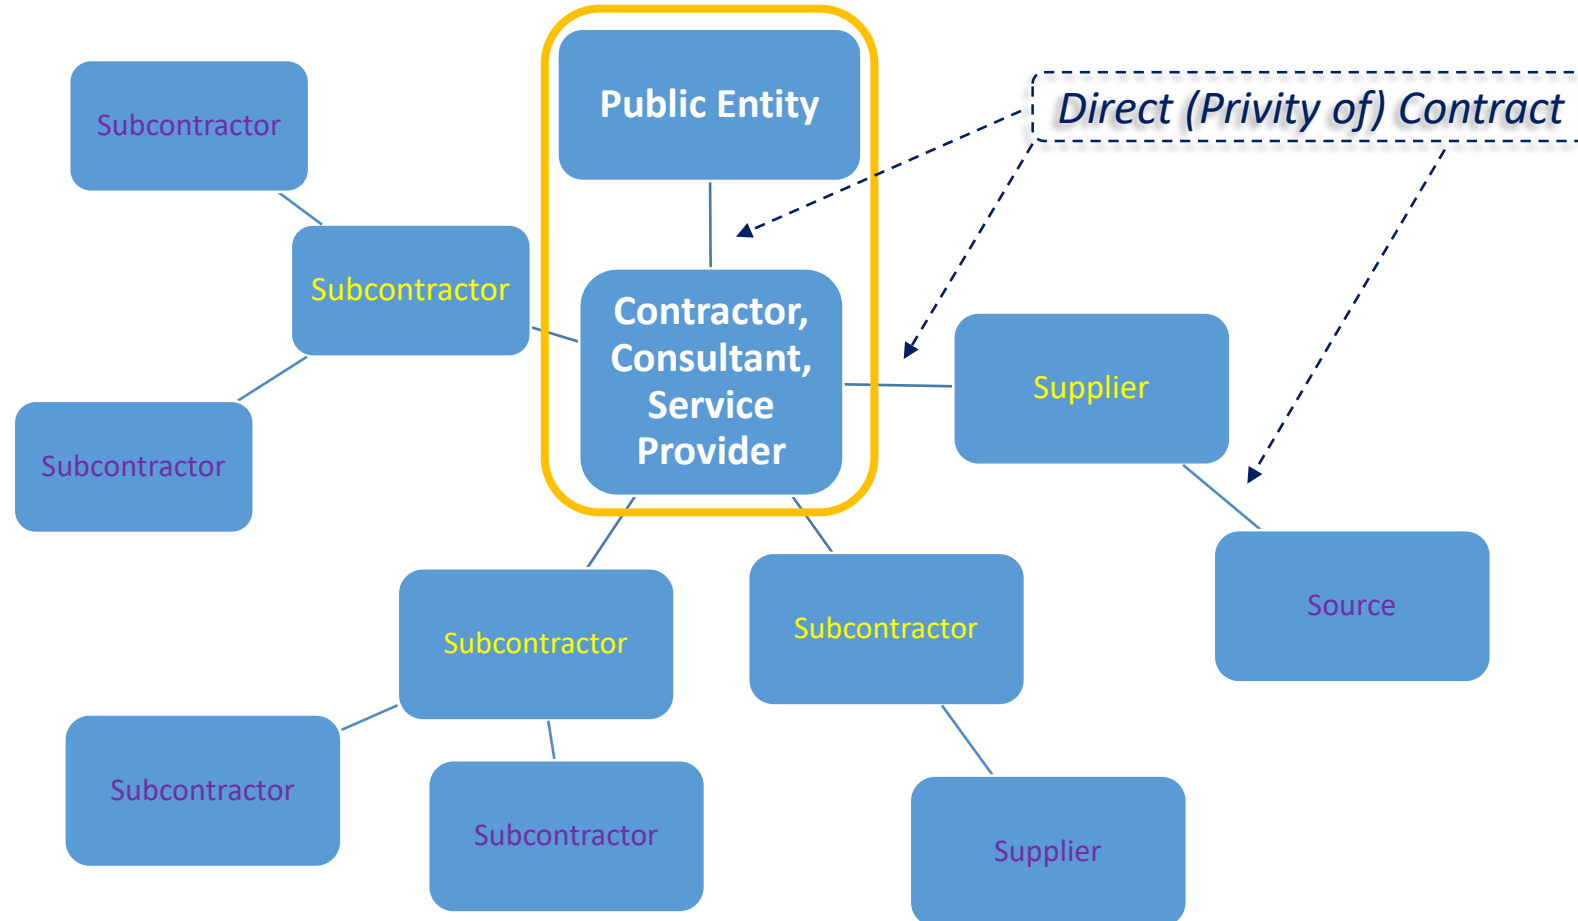 Public Entity
Direct (Privity of) Contract
Subcontractor
Subcontractor
Contractor,
Consultant,
Service
Provider
Supplier
Subcontractor
Source
Subcontractor
Subcontractor
Subcontractor
Subcontractor
Supplier